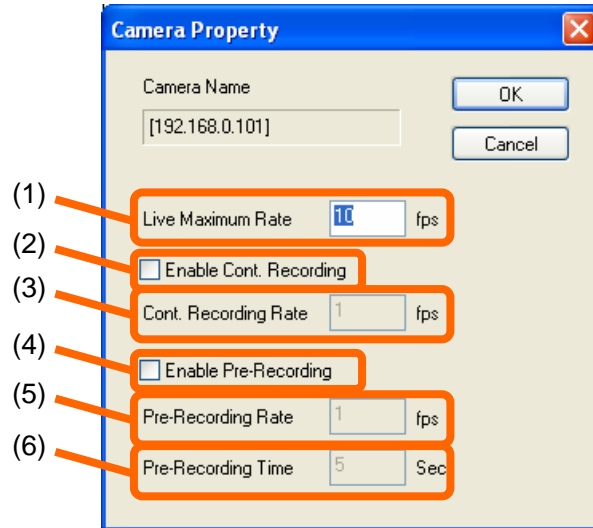 Camera Property
Camera Name
OK
[192.168.0.101]
Cancel
(1)
Live Maximum Rate 10 fps
(2)
Enable Cont. Recording
(3)
Cont. Recording Rate 1 fps
(4)
Enable Pre-Recording
(5)
Pre-Recording Rate 1 fps
(6)
Pre-Recording Time 5 Sec